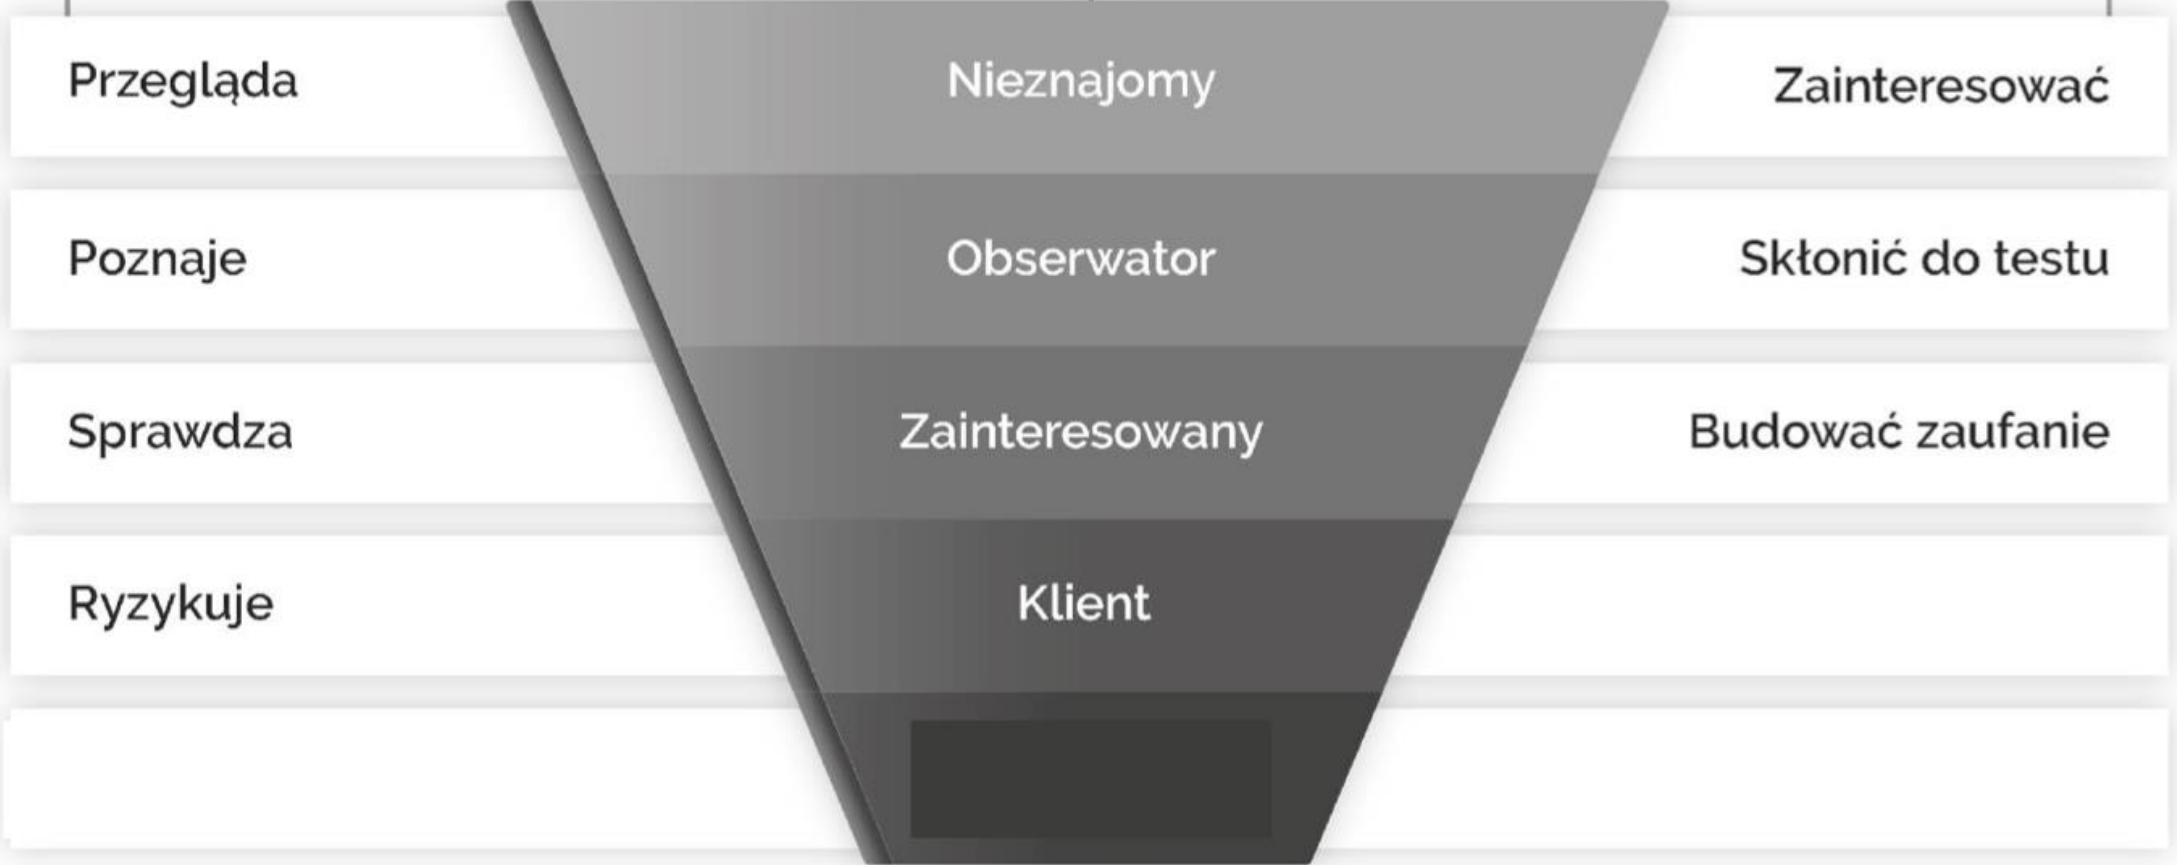 Przegląda
Nieznajomy
Zainteresować
Poznaje
Obserwator
Skłonić do testu
Sprawdza
Zainteresowany
Budować zaufanie
Ryzykuje
Klient